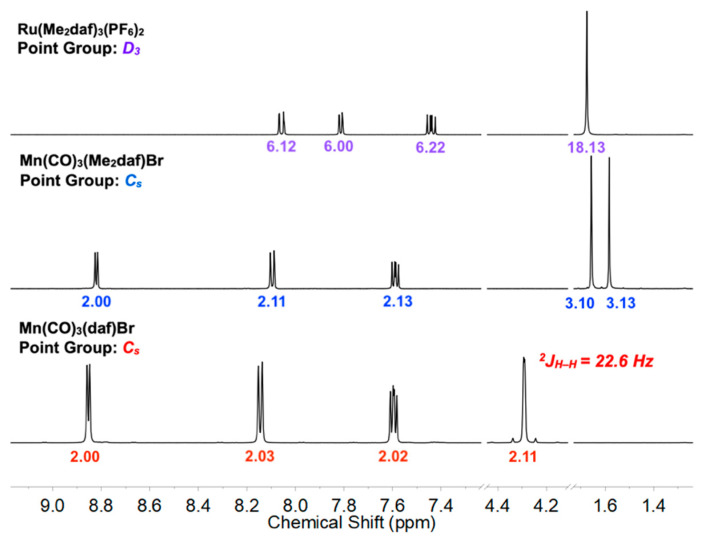 Ru(Me₂daf)₃(PF₆)₂
Point Group: D₃
6.12 6.00 6.22 18.13
Mn(CO)₃(Me₂daf)Br
Point Group: Cₛ
2.00 2.11 2.13 3.10 3.13
Mn(CO)₃(daf)Br
Point Group: Cₛ
²J_H–H = 22.6 Hz
2.00 2.03 2.02 2.11
9.0 8.8 8.6 8.4 8.2 8.0 7.8 7.6 7.4 4.4 4.2 1.6 1.4
Chemical Shift (ppm)